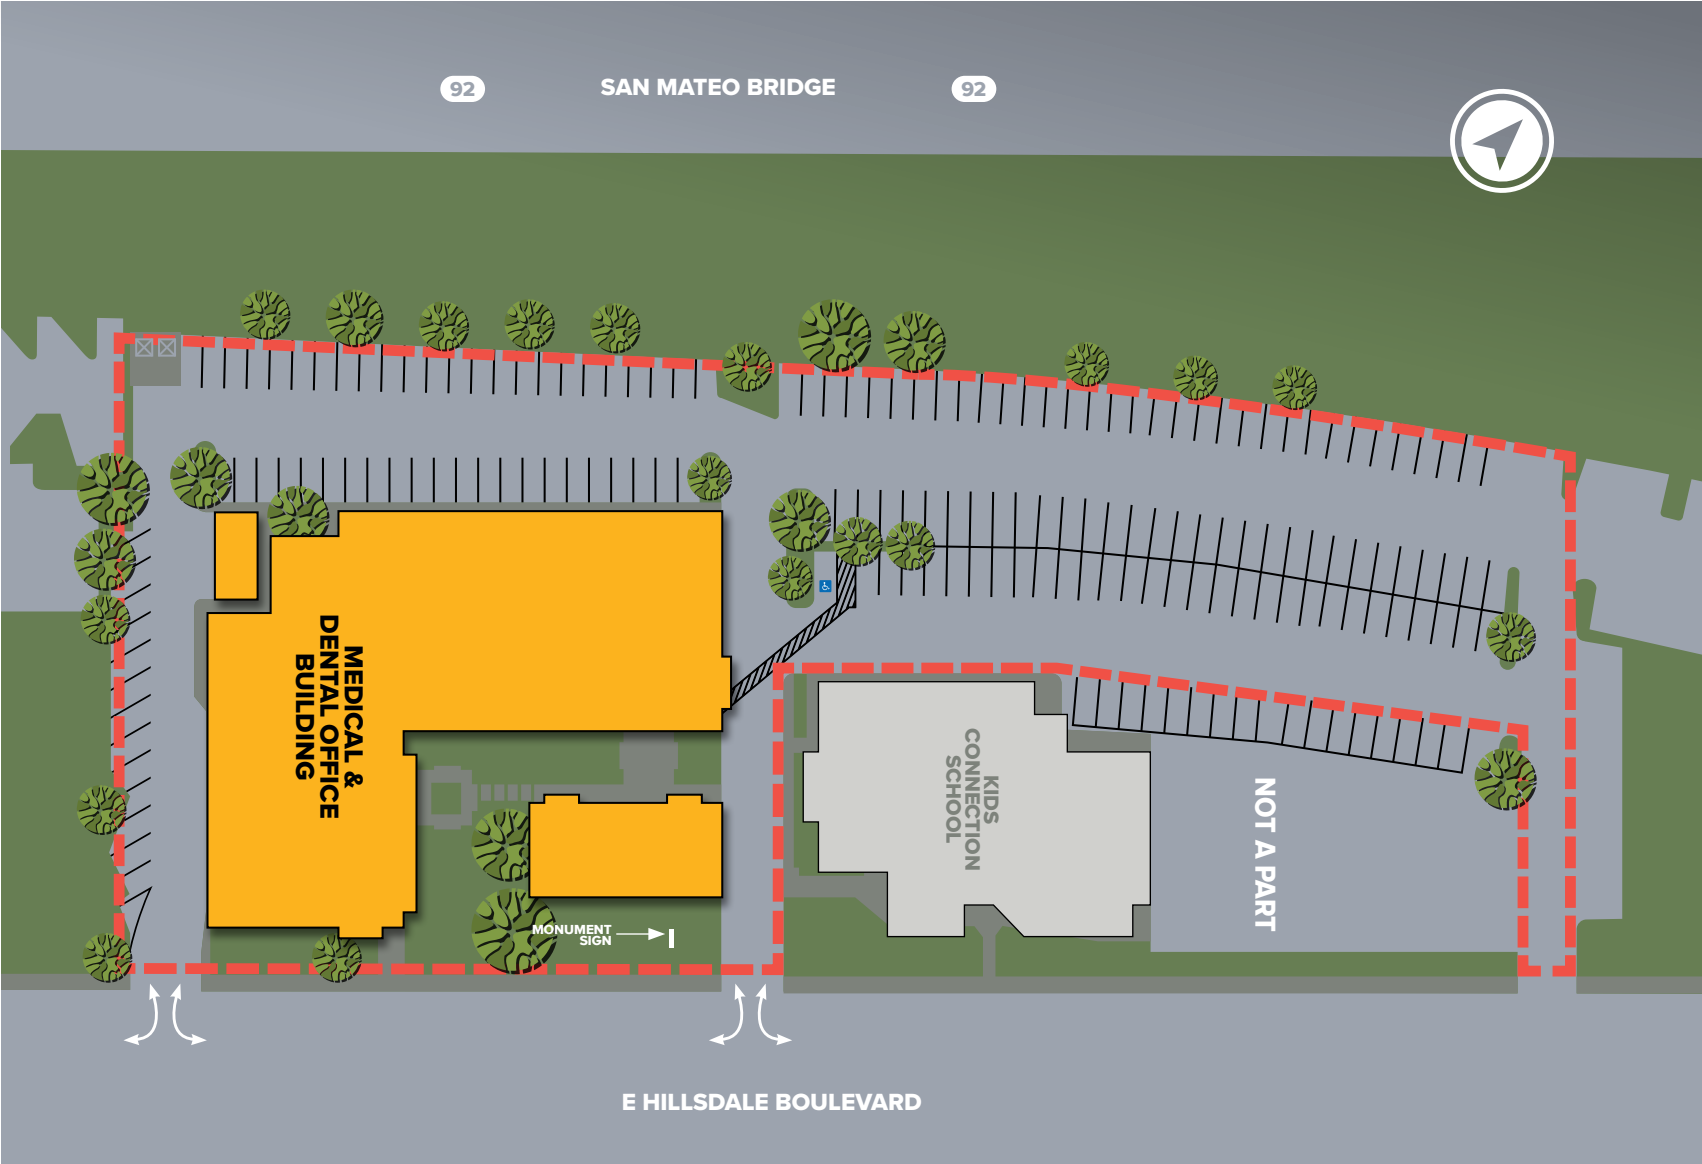 92
SAN MATEO BRIDGE
92
MEDICAL &
DENTAL OFFICE
BUILDING
KIDS
CONNECTION
SCHOOL
NOT A PART
MONUMENT
SIGN
E HILLSDALE BOULEVARD